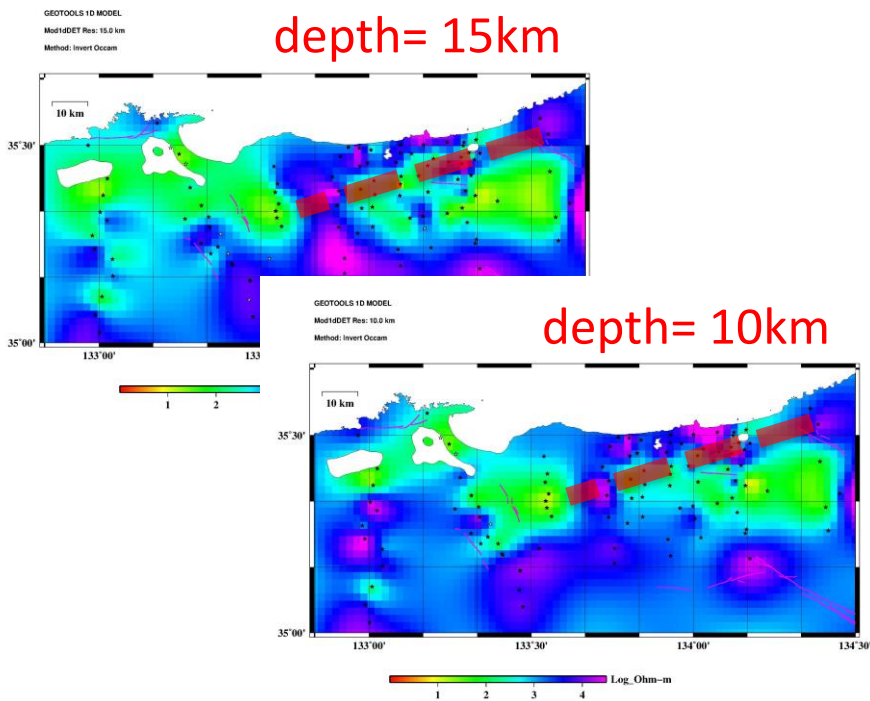 GEOTOOLS 1D MODEL
Mod1dDET Res: 15.0 km
Method: Invert Occam
depth= 15km
10 km
35˚30'
35˚00'
133˚00'
1 2
GEOTOOLS 1D MODEL
Mod1dDET Res: 10.0 km
Method: Invert Occam
depth= 10km
10 km
35˚30'
35˚00'
133˚00' 133˚30' 134˚00' 134˚30'
1 2 3 4 Log_Ohm-m